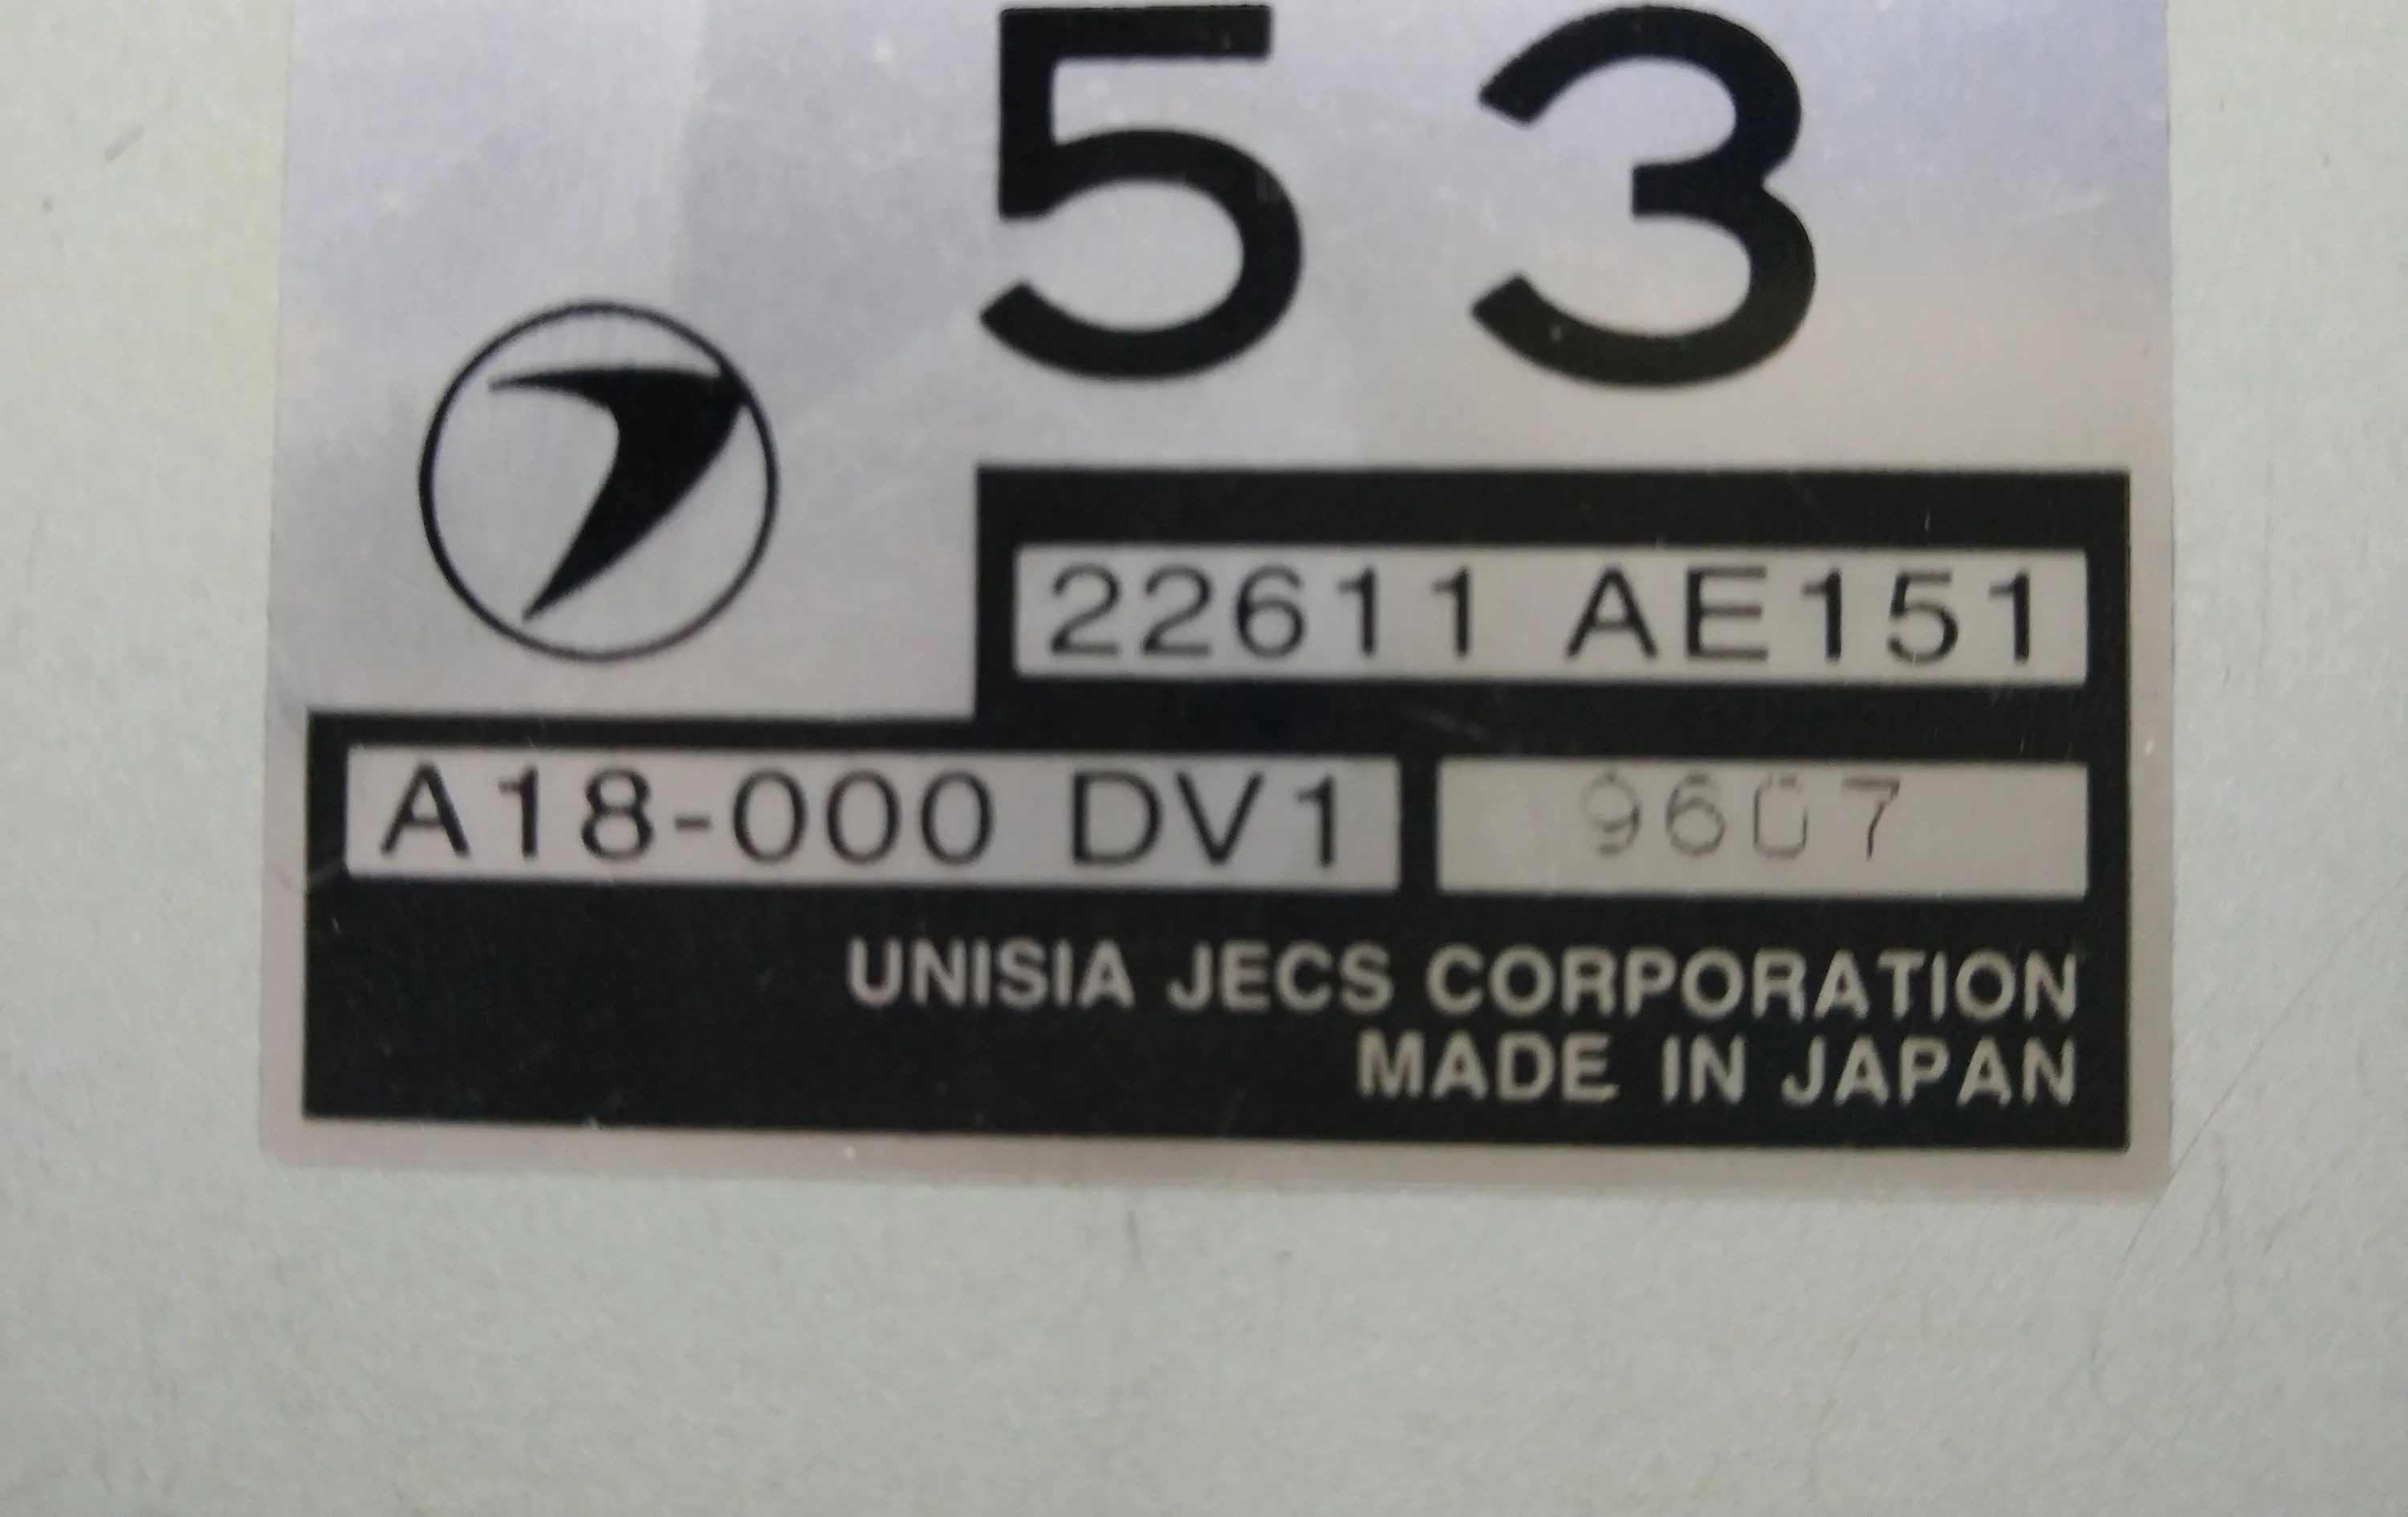 53
22611 AE151
A18-000 DV1 9607
UNISIA JECS CORPORATION
MADE IN JAPAN